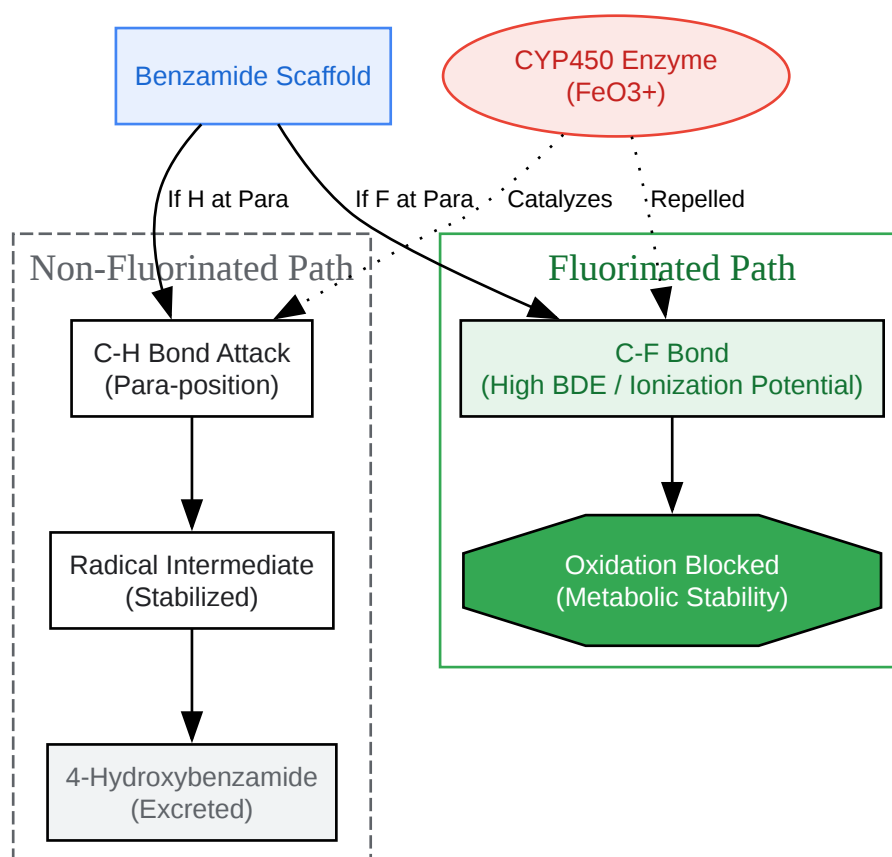 Benzamide Scaffold
CYP450 Enzyme
(FeO3+)
If H at Para
If F at Para
Catalyzes
Repelled
Non-Fluorinated Path
Fluorinated Path
C-H Bond Attack
(Para-position)
C-F Bond
(High BDE / Ionization Potential)
Radical Intermediate
(Stabilized)
Oxidation Blocked
(Metabolic Stability)
4-Hydroxybenzamide
(Excreted)